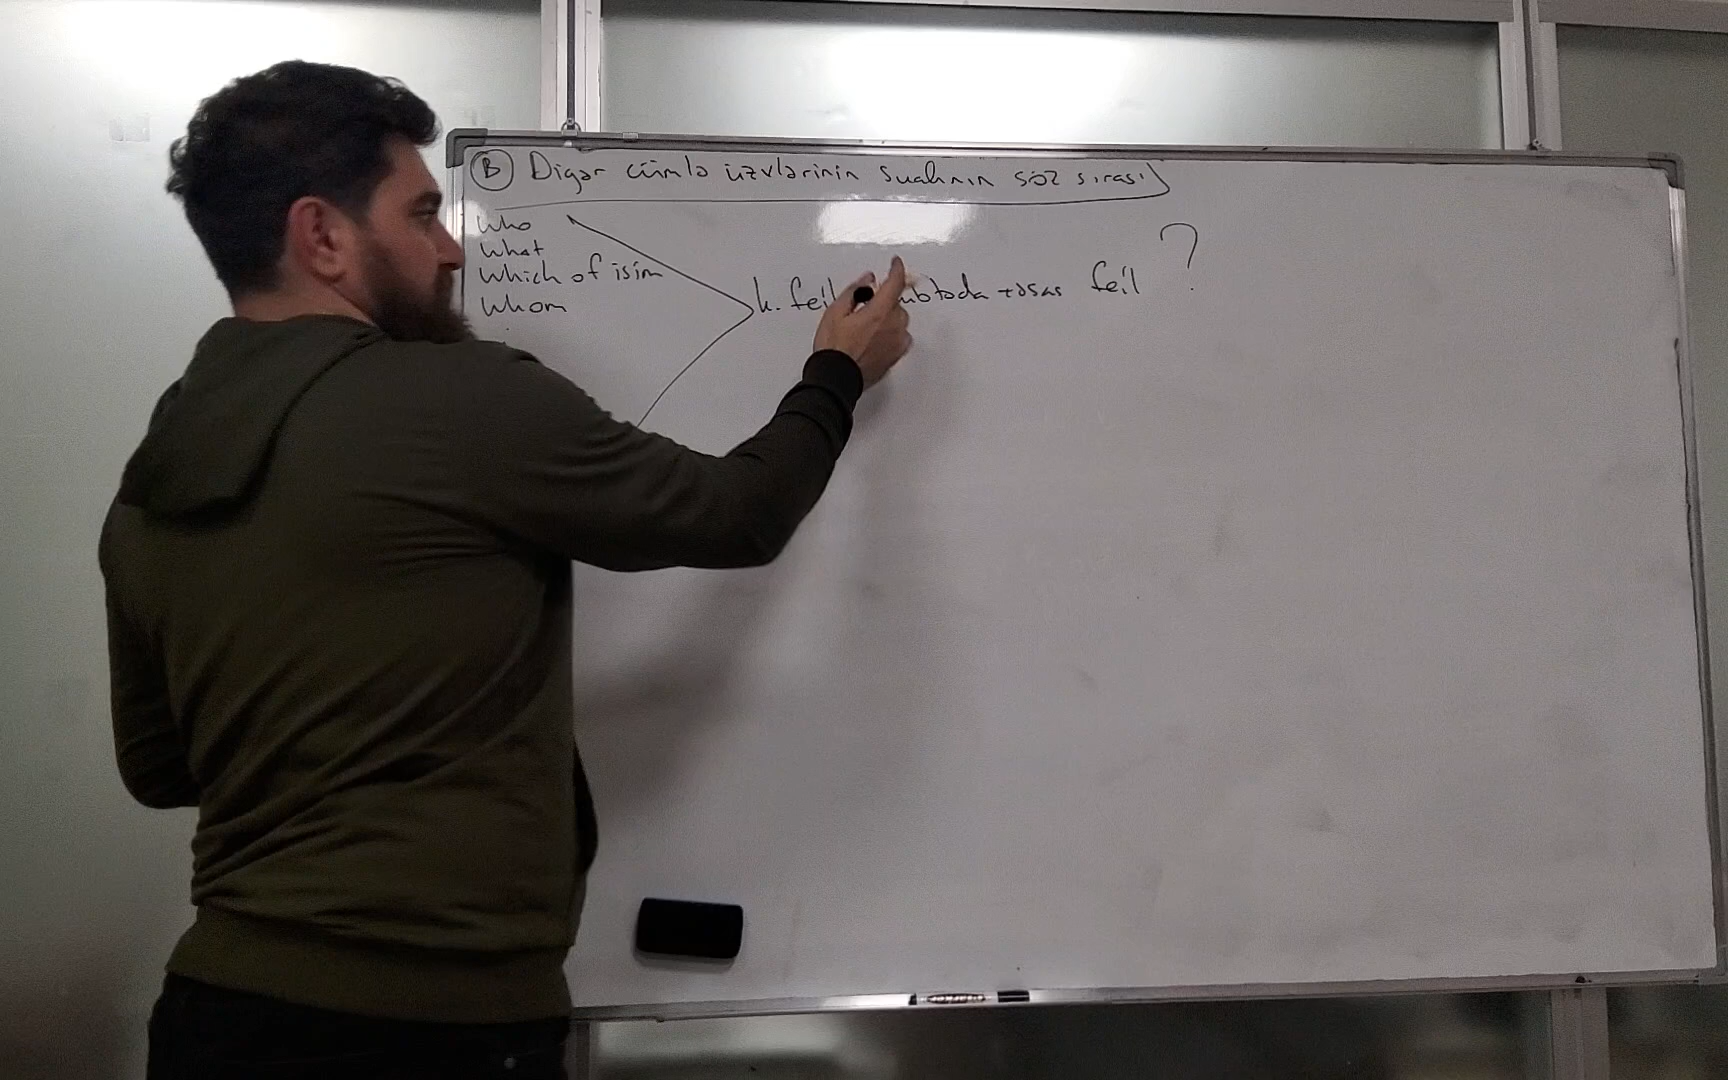 B Digər cümlə üzvlərinin sualının söz sırası
Who
What
Which of isim
Whom
k. feil mübtəda + əsas feil ?